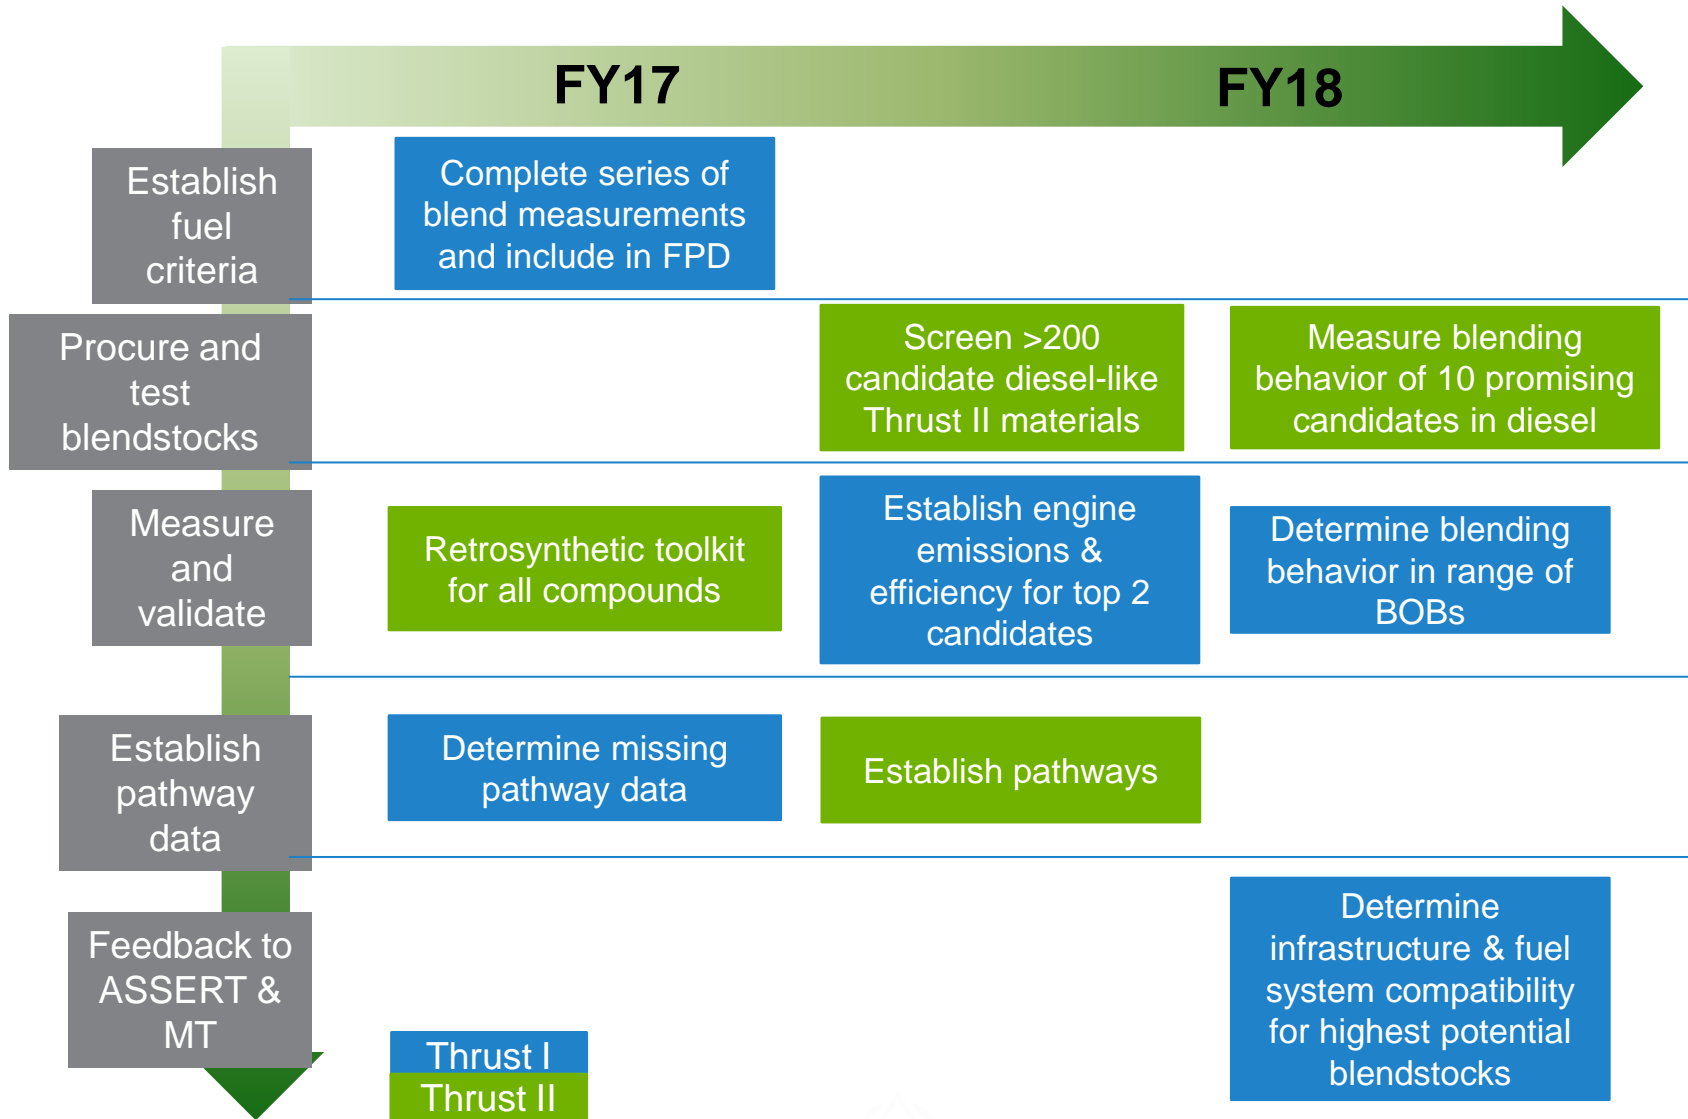 FY17
FY18
Establish
fuel
criteria
Complete series of
blend measurements
and include in FPD
Procure and
test
blendstocks
Screen >200
candidate diesel-like
Thrust II materials
Measure blending
behavior of 10 promising
candidates in diesel
Measure
and
validate
Retrosynthetic toolkit
for all compounds
Establish engine
emissions &
efficiency for top 2
candidates
Determine blending
behavior in range of
BOBs
Establish
pathway
data
Determine missing
pathway data
Establish pathways
Feedback to
ASSERT &
MT
Determine
infrastructure & fuel
system compatibility
for highest potential
blendstocks
Thrust I
Thrust II